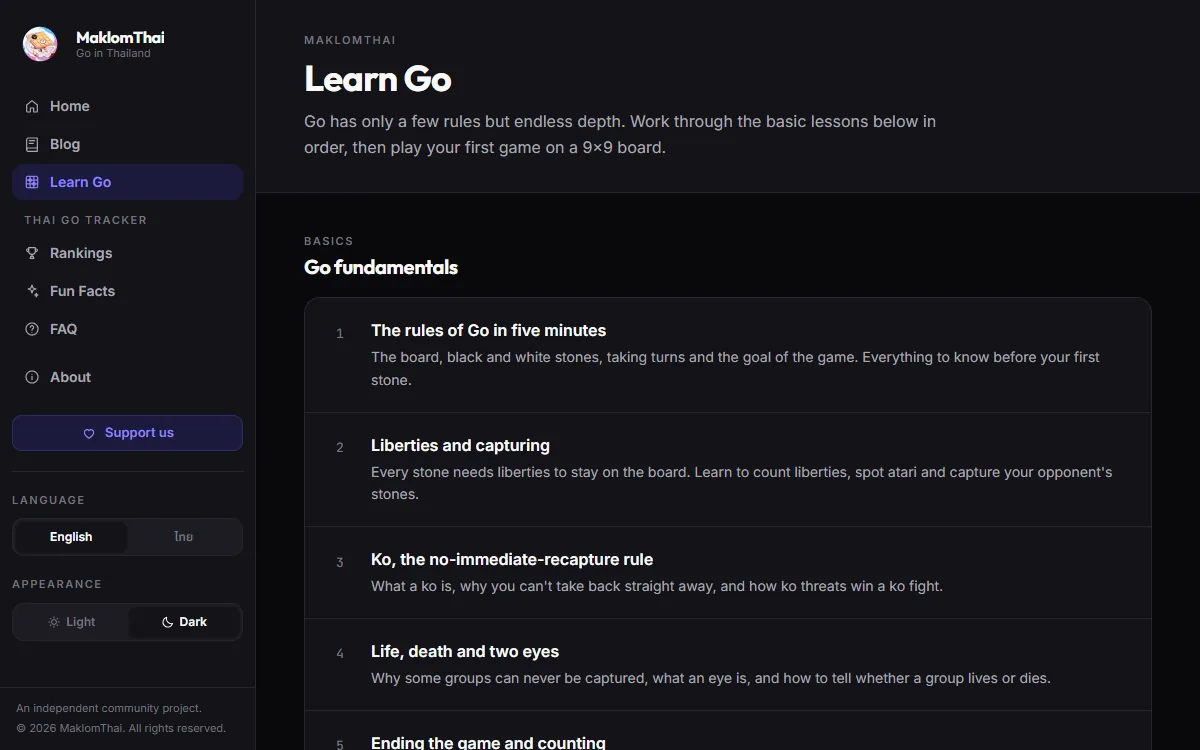 MaklomThai
Go in Thailand
Home
Blog
Learn Go
THAI GO TRACKER
Rankings
Fun Facts
FAQ
About
Support us
LANGUAGE
English
ไทย
APPEARANCE
Light
Dark
An independent community project.
© 2026 MaklomThai. All rights reserved.
MAKLOMTHAI
Learn Go
Go has only a few rules but endless depth. Work through the basic lessons below in
order, then play your first game on a 9×9 board.
BASICS
Go fundamentals
1
The rules of Go in five minutes
The board, black and white stones, taking turns and the goal of the game. Everything to know before your first
stone.
2
Liberties and capturing
Every stone needs liberties to stay on the board. Learn to count liberties, spot atari and capture your opponent's
stones.
3
Ko, the no-immediate-recapture rule
What a ko is, why you can't take back straight away, and how ko threats win a ko fight.
4
Life, death and two eyes
Why some groups can never be captured, what an eye is, and how to tell whether a group lives or dies.
5
Ending the game and counting